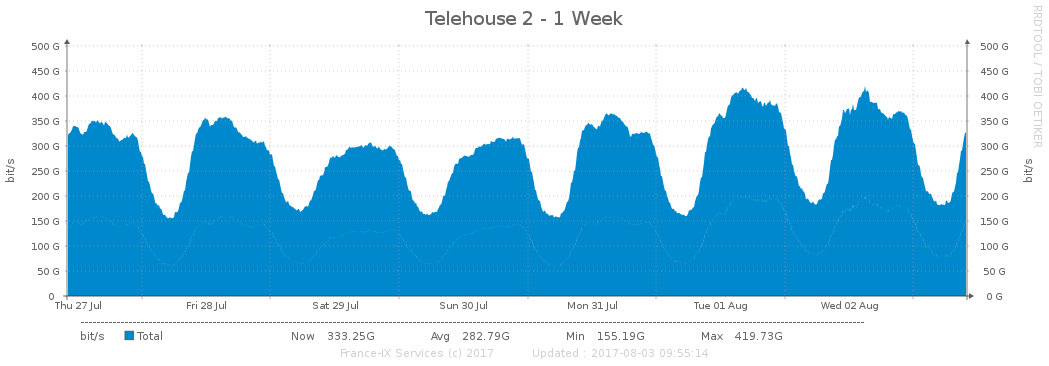 Telehouse 2 - 1 Week
RRDTOOL / TOBI OETIKER
bit/s
500 G 500 G
450 G 450 G
400 G 400 G
350 G 350 G
300 G 300 G
250 G 250 G
200 G 200 G
150 G 150 G
100 G 100 G
50 G 50 G
0 0 G
bit/s
Thu 27 Jul Fri 28 Jul Sat 29 Jul Sun 30 Jul Mon 31 Jul Tue 01 Aug Wed 02 Aug
bit/s Total Now 333.25G Avg 282.79G Min 155.19G Max 419.73G
France-IX Services (c) 2017 Updated : 2017-08-03 09:55:14